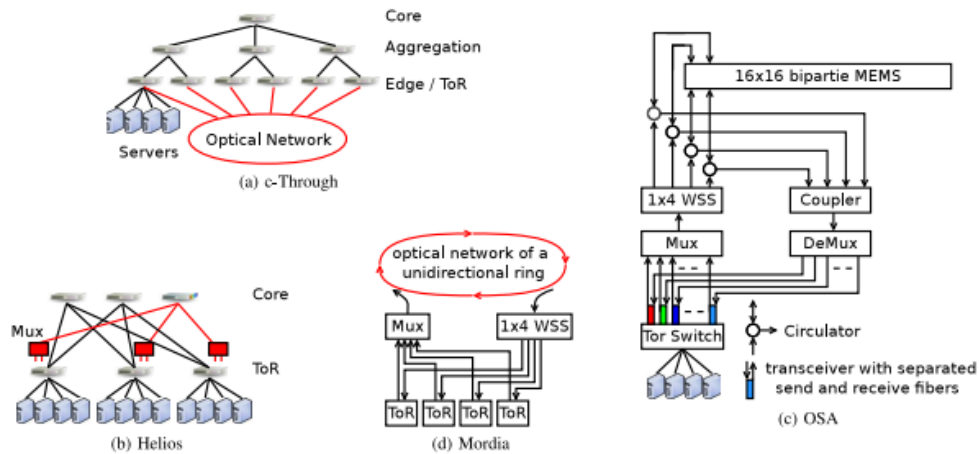 Core
Aggregation
Edge / ToR
Optical Network
Servers
(a) c-Through
Core
Mux
ToR
(b) Helios
optical network of a
unidirectional ring
Mux
1x4 WSS
ToR
ToR
ToR
ToR
(d) Mordia
16x16 bipartie MEMS
1x4 WSS
Coupler
Mux
DeMux
Tor Switch
Circulator
transceiver with separated
send and receive fibers
(c) OSA